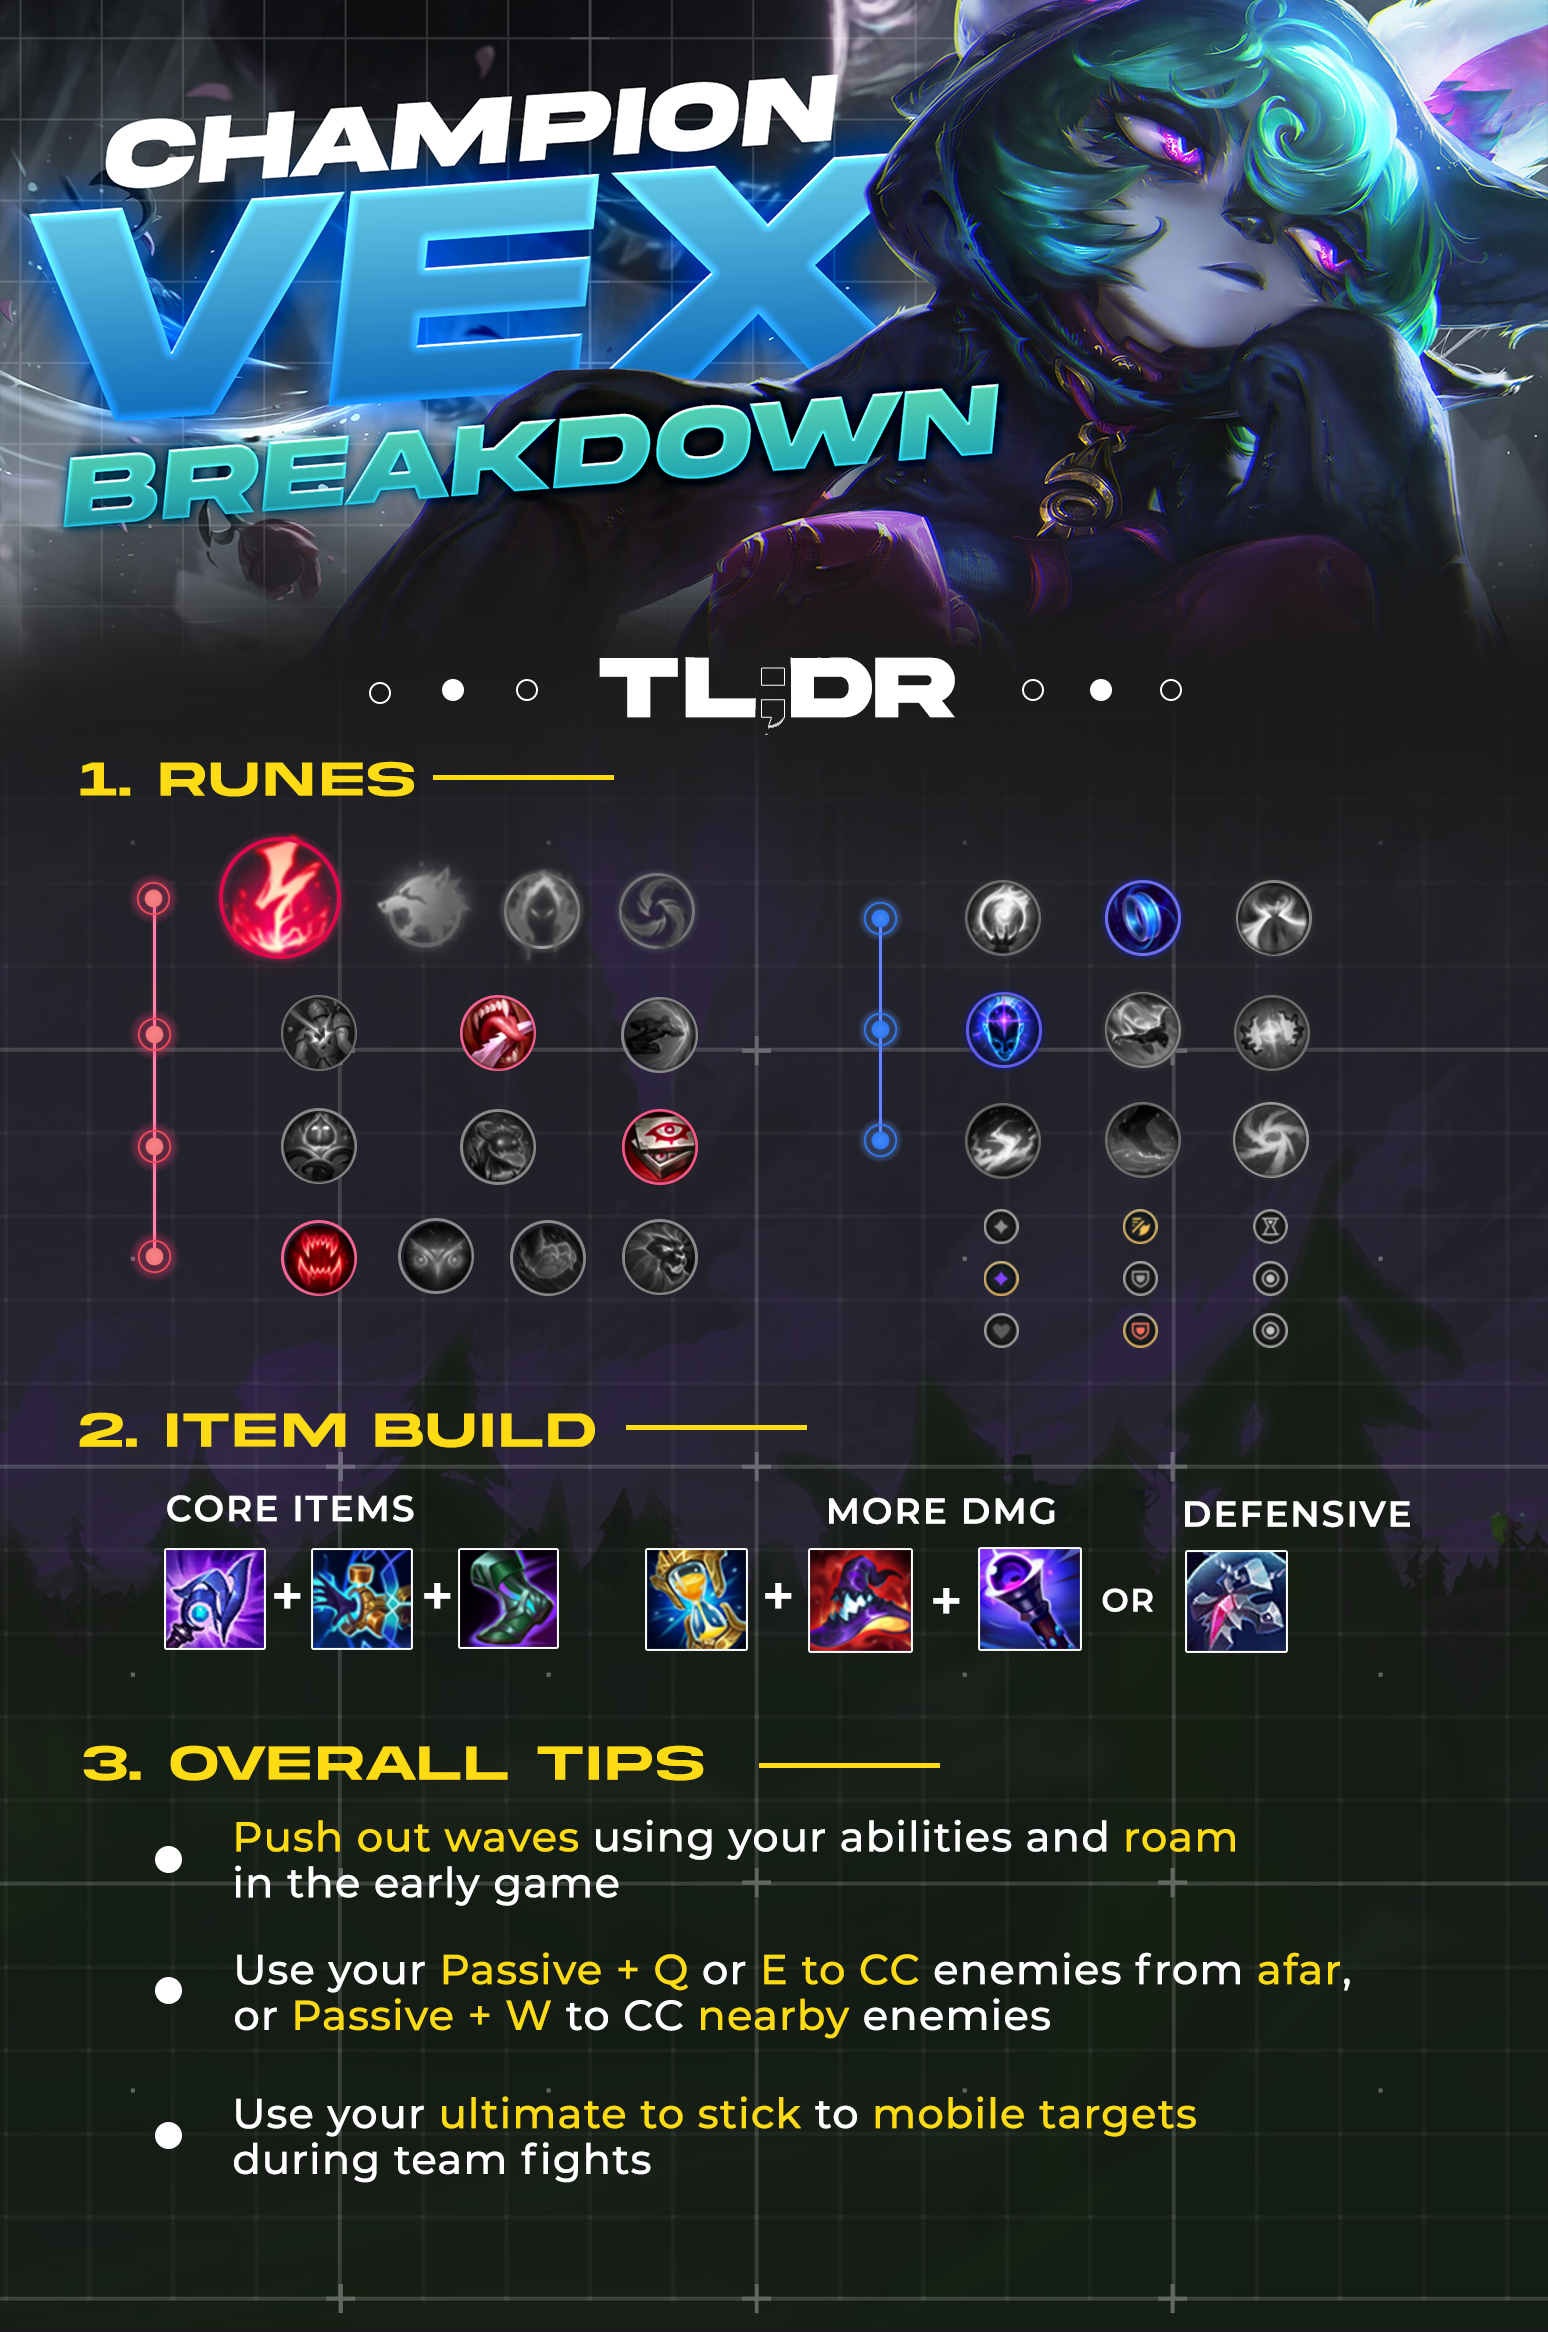 CHAMPION
VEX
BREAKDOWN
TL;DR
1. RUNES
2. ITEM BUILD
CORE ITEMS
MORE DMG
DEFENSIVE
+ + + + OR
3. OVERALL TIPS
Push out waves using your abilities and roam
in the early game
Use your Passive + Q or E to CC enemies from afar,
or Passive + W to CC nearby enemies
Use your ultimate to stick to mobile targets
during team fights